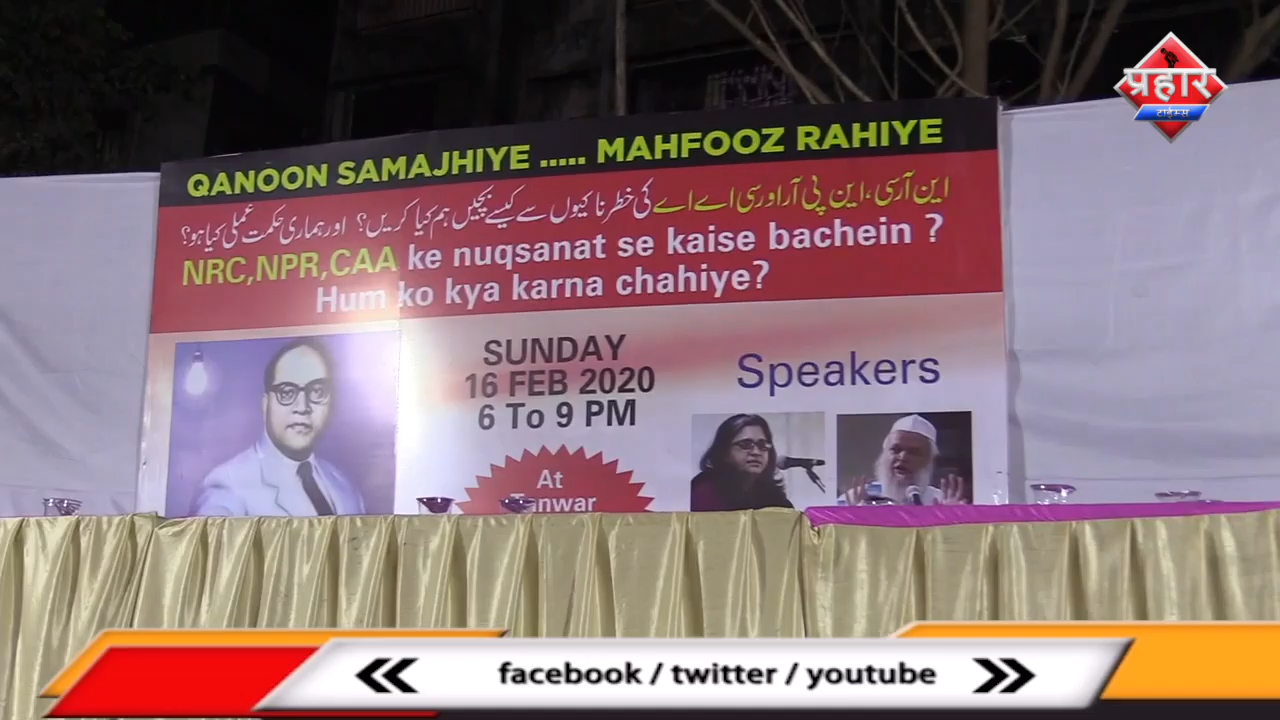 प्रहार
टाईम्स
QANOON SAMAJHIYE ..... MAHFOOZ RAHIYE
این آرسی، این پی آر اور سی اے اے کی خطرناکیوں سے کیسے بچیں ہم کیا کریں؟ اور ہماری حکمت عملی کیا ہو؟
NRC,NPR,CAA ke nuqsanat se kaise bachein ?
Hum ko kya karna chahiye?
SUNDAY
16 FEB 2020
6 To 9 PM
Speakers
At
facebook / twitter / youtube